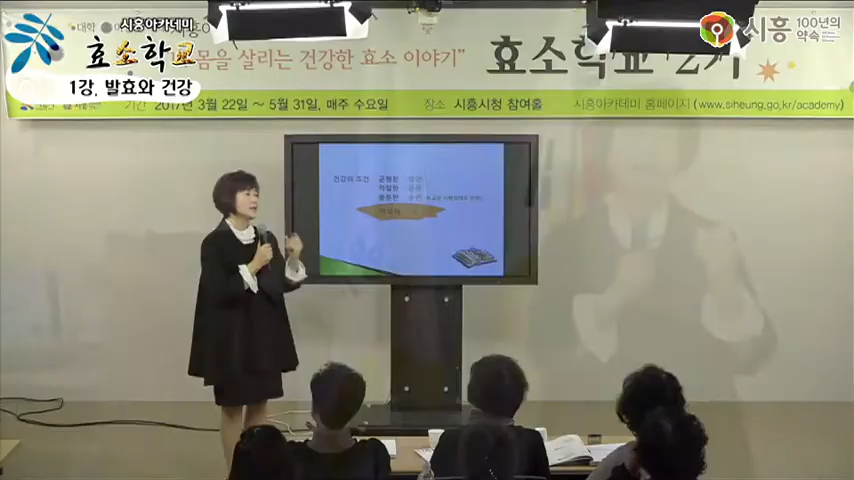 시흥아카데미
효소학교
1강. 발효와 건강
시흥 100년의 약속
몸을 살리는 건강한 효소 이야기"
효소학교 2기
기간 2017년 3월 22일 ~ 5월 31일, 매주 수요일 장소 시흥시청 참여홀 시흥아카데미 홈페이지 (www.siheung.go.kr/academy)
건강의 조건 균형한
적절한
충분한